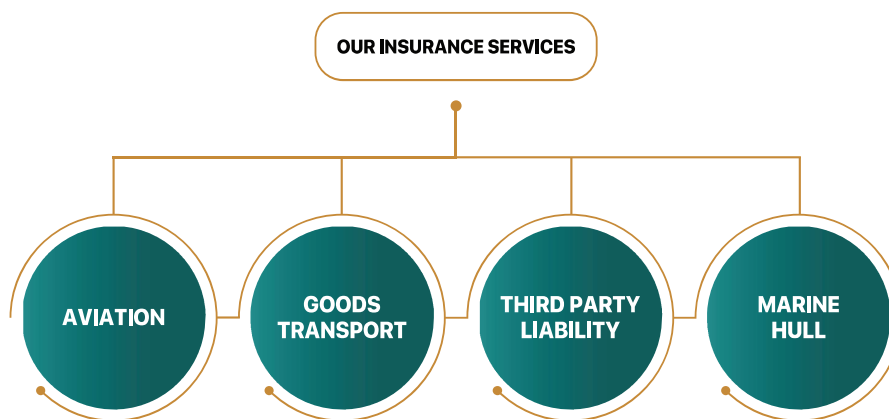 OUR INSURANCE SERVICES
AVIATION
GOODS
TRANSPORT
THIRD PARTY
LIABILITY
MARINE
HULL